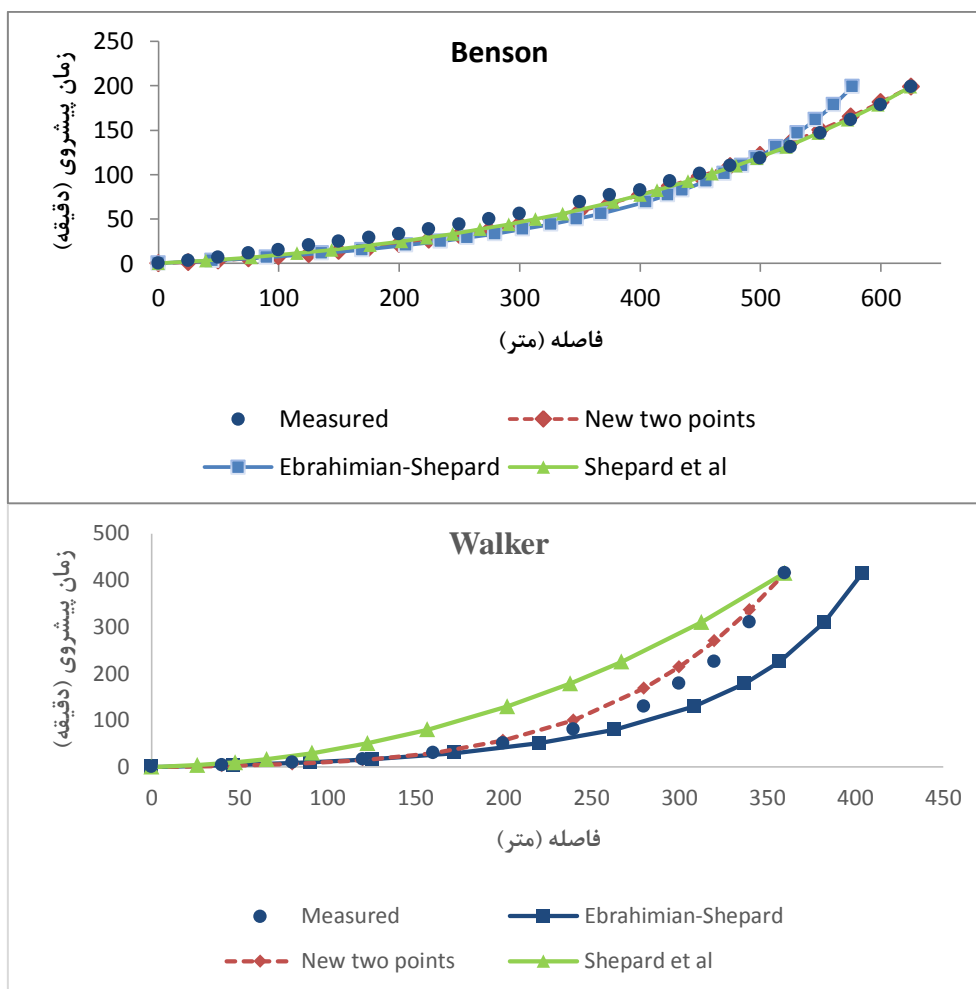 Benson
زمان پیشروی (دقیقه)
200
150
100
50
0
0 100 200 300 400 500 600
فاصله (متر)
Measured New two points
Ebrahimian-Shepard Shepard et al
Walker
زمان پیشروی (دقیقه)
500
400
300
200
100
0
0 50 100 150 200 250 300 350 400 450
فاصله (متر)
Measured Ebrahimian-Shepard
New two points Shepard et al